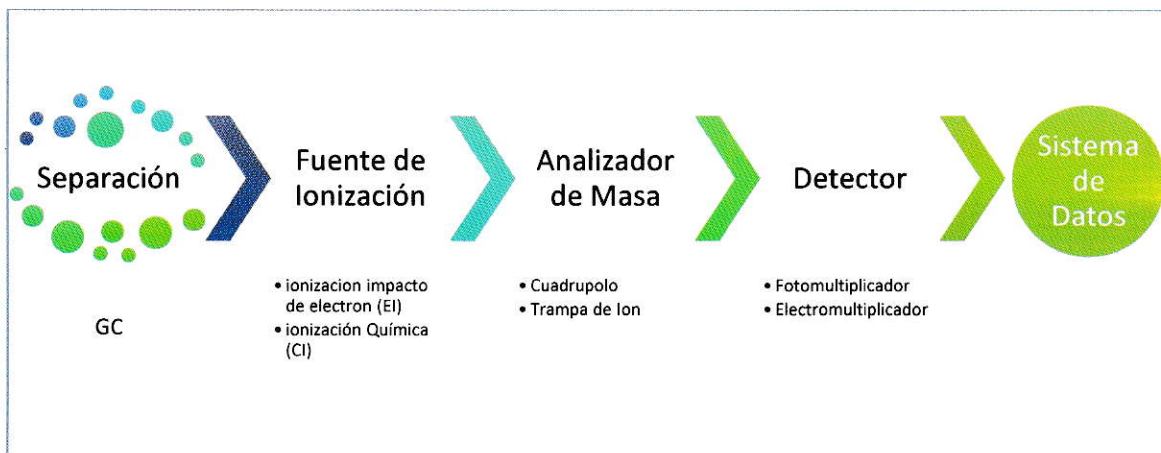 Separación
GC
Fuente de
Ionización
• ionizacion impacto
de electron (EI)
• ionización Química
(CI)
Analizador
de Masa
• Cuadrupolo
• Trampa de Ion
Detector
• Fotomultiplicador
• Electromultiplicador
Sistema
de
Datos